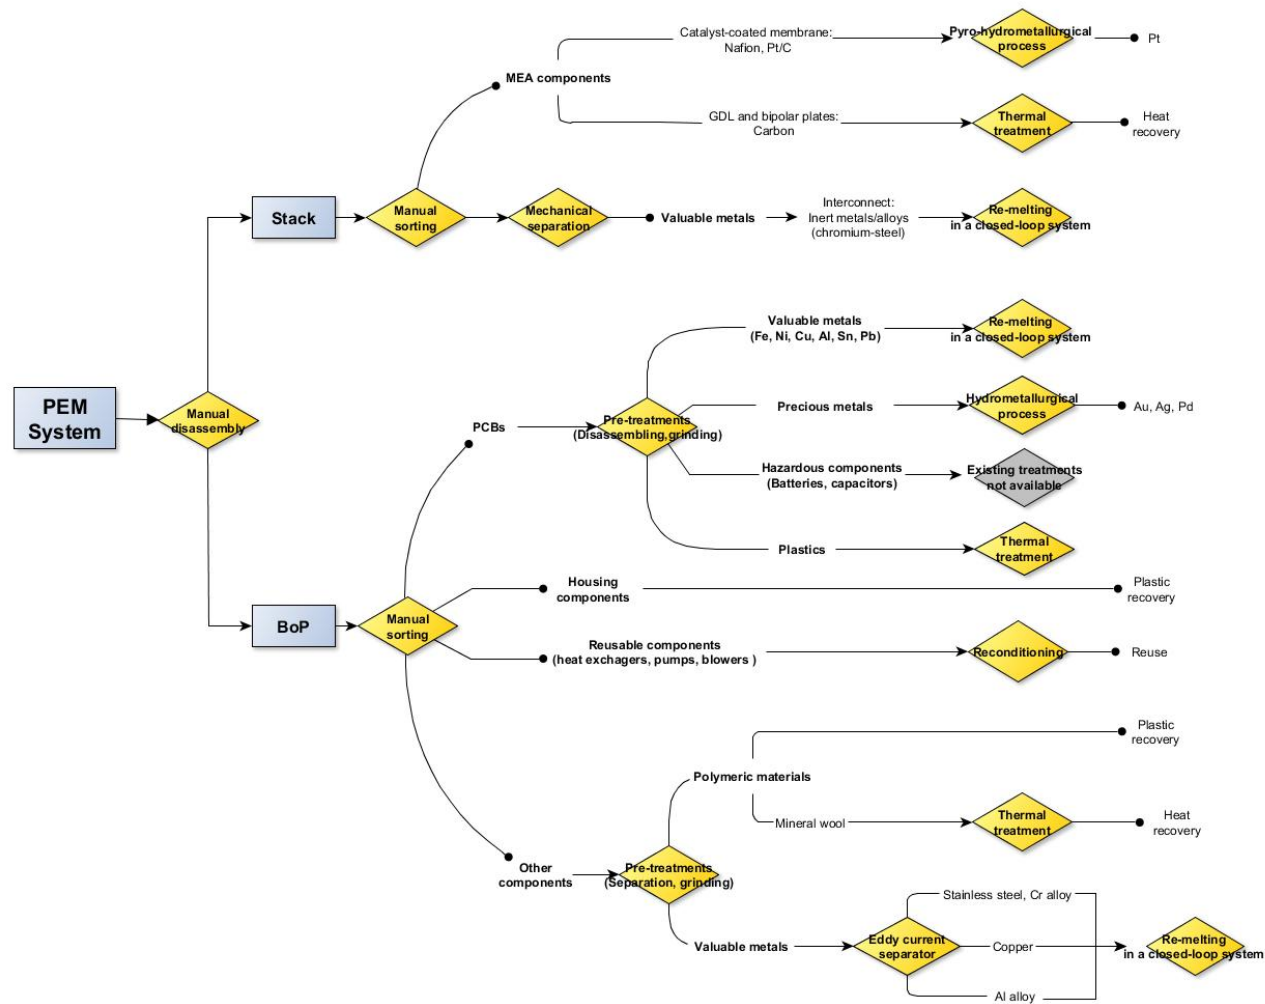 Catalyst-coated membrane:
Nafion, Pt/C
Pyro-hydrometallurgical
process
Pt
MEA components
GDL and bipolar plates:
Carbon
Thermal
treatment
Heat
recovery
Stack
Manual
sorting
Mechanical
separation
Valuable metals
Interconnect:
Inert metals/alloys
(chromium-steel)
Re-melting
in a closed-loop system
Valuable metals
(Fe, Ni, Cu, Al, Sn, Pb)
Re-melting
in a closed-loop system
PEM
System
Manual
disassembly
PCBs
Pre-treatments
(Disassembling,grinding)
Precious metals
Hydrometallurgical
process
Au, Ag, Pd
Hazardous components
(Batteries, capacitors)
Existing treatments
not available
Plastics
Thermal
treatment
BoP
Manual
sorting
Housing
components
Plastic
recovery
Reusable components
(heat exchagers, pumps, blowers )
Reconditioning
Reuse
Other
components
Pre-treatments
(Separation, grinding)
Polymeric materials
Plastic
recovery
Mineral wool
Thermal
treatment
Heat
recovery
Valuable metals
Eddy current
separator
Stainless steel, Cr alloy
Copper
Al alloy
Re-melting
in a closed-loop system